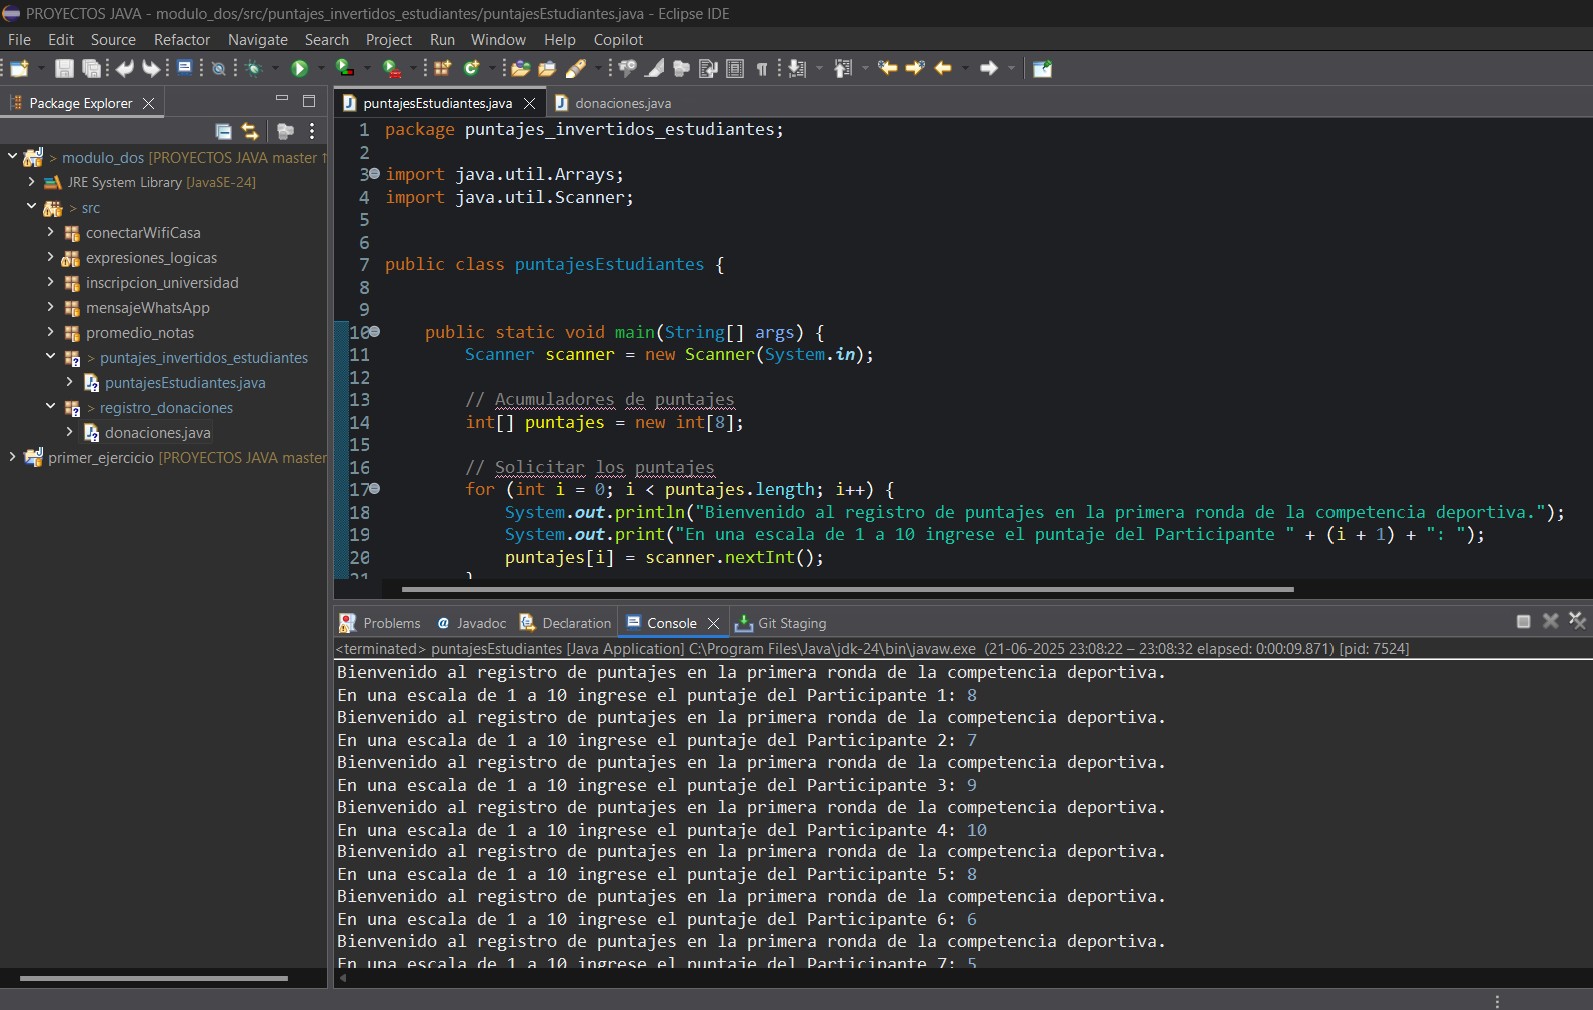 PROYECTOS JAVA - modulo_dos/src/puntajes_invertidos_estudiantes/puntajesEstudiantes.java - Eclipse IDE
File Edit Source Refactor Navigate Search Project Run Window Help Copilot
Package Explorer
> modulo_dos [PROYECTOS JAVA master
JRE System Library [JavaSE-24]
> src
conectarWifiCasa
expresiones_logicas
inscripcion_universidad
mensajeWhatsApp
promedio_notas
> puntajes_invertidos_estudiantes
puntajesEstudiantes.java
> registro_donaciones
donaciones.java
primer_ejercicio [PROYECTOS JAVA master
puntajesEstudiantes.java donaciones.java
1 package puntajes_invertidos_estudiantes;
2
3 import java.util.Arrays;
4 import java.util.Scanner;
5
6
7 public class puntajesEstudiantes {
8
9
10 public static void main(String[] args) {
11 Scanner scanner = new Scanner(System.in);
12
13 // Acumuladores de puntajes
14 int[] puntajes = new int[8];
15
16 // Solicitar los puntajes
17 for (int i = 0; i < puntajes.length; i++) {
18 System.out.println("Bienvenido al registro de puntajes en la primera ronda de la competencia deportiva.");
19 System.out.print("En una escala de 1 a 10 ingrese el puntaje del Participante " + (i + 1) + ": ");
20 puntajes[i] = scanner.nextInt();
21 }
Problems Javadoc Declaration Console Git Staging
<terminated> puntajesEstudiantes [Java Application] C:\Program Files\Java\jdk-24\bin\javaw.exe (21-06-2025 23:08:22 – 23:08:32 elapsed: 0:00:09.871) [pid: 7524]
Bienvenido al registro de puntajes en la primera ronda de la competencia deportiva.
En una escala de 1 a 10 ingrese el puntaje del Participante 1: 8
Bienvenido al registro de puntajes en la primera ronda de la competencia deportiva.
En una escala de 1 a 10 ingrese el puntaje del Participante 2: 7
Bienvenido al registro de puntajes en la primera ronda de la competencia deportiva.
En una escala de 1 a 10 ingrese el puntaje del Participante 3: 9
Bienvenido al registro de puntajes en la primera ronda de la competencia deportiva.
En una escala de 1 a 10 ingrese el puntaje del Participante 4: 10
Bienvenido al registro de puntajes en la primera ronda de la competencia deportiva.
En una escala de 1 a 10 ingrese el puntaje del Participante 5: 8
Bienvenido al registro de puntajes en la primera ronda de la competencia deportiva.
En una escala de 1 a 10 ingrese el puntaje del Participante 6: 6
Bienvenido al registro de puntajes en la primera ronda de la competencia deportiva.
En una escala de 1 a 10 ingrese el puntaje del Participante 7: 5